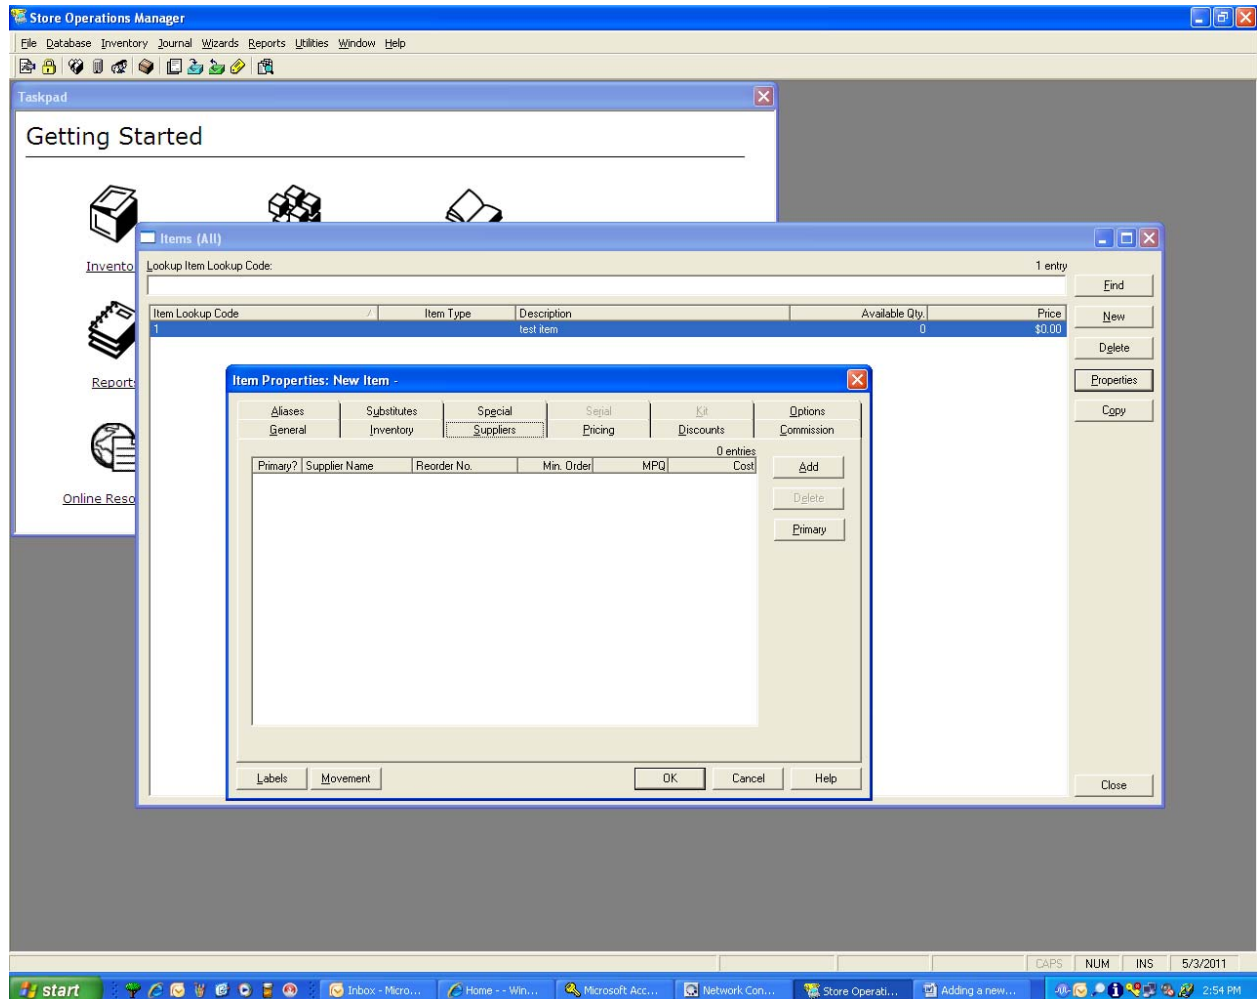 Store Operations Manager
File Database Inventory Journal Wizards Reports Utilities Window Help
Taskpad
Getting Started
Items (All)
Lookup Item Lookup Code:
1 entry
Find
Item Lookup Code / Item Type Description Available Qty. Price
1 test item 0 $0.00
New
Delete
Properties
Copy
Close
Reports
Item Properties: New Item -
Aliases Substitutes Special Serial Kit Options
General Inventory Suppliers Pricing Discounts Commission
0 entries
Primary? Supplier Name Reorder No. Min. Order MPQ Cost
Add
Delete
Primary
Online Reso
Labels Movement OK Cancel Help
CAPS NUM INS 5/3/2011
start Inbox - Micro... Home - - Win... Microsoft Acc... Network Con... Store Operati... Adding a new... 2:54 PM